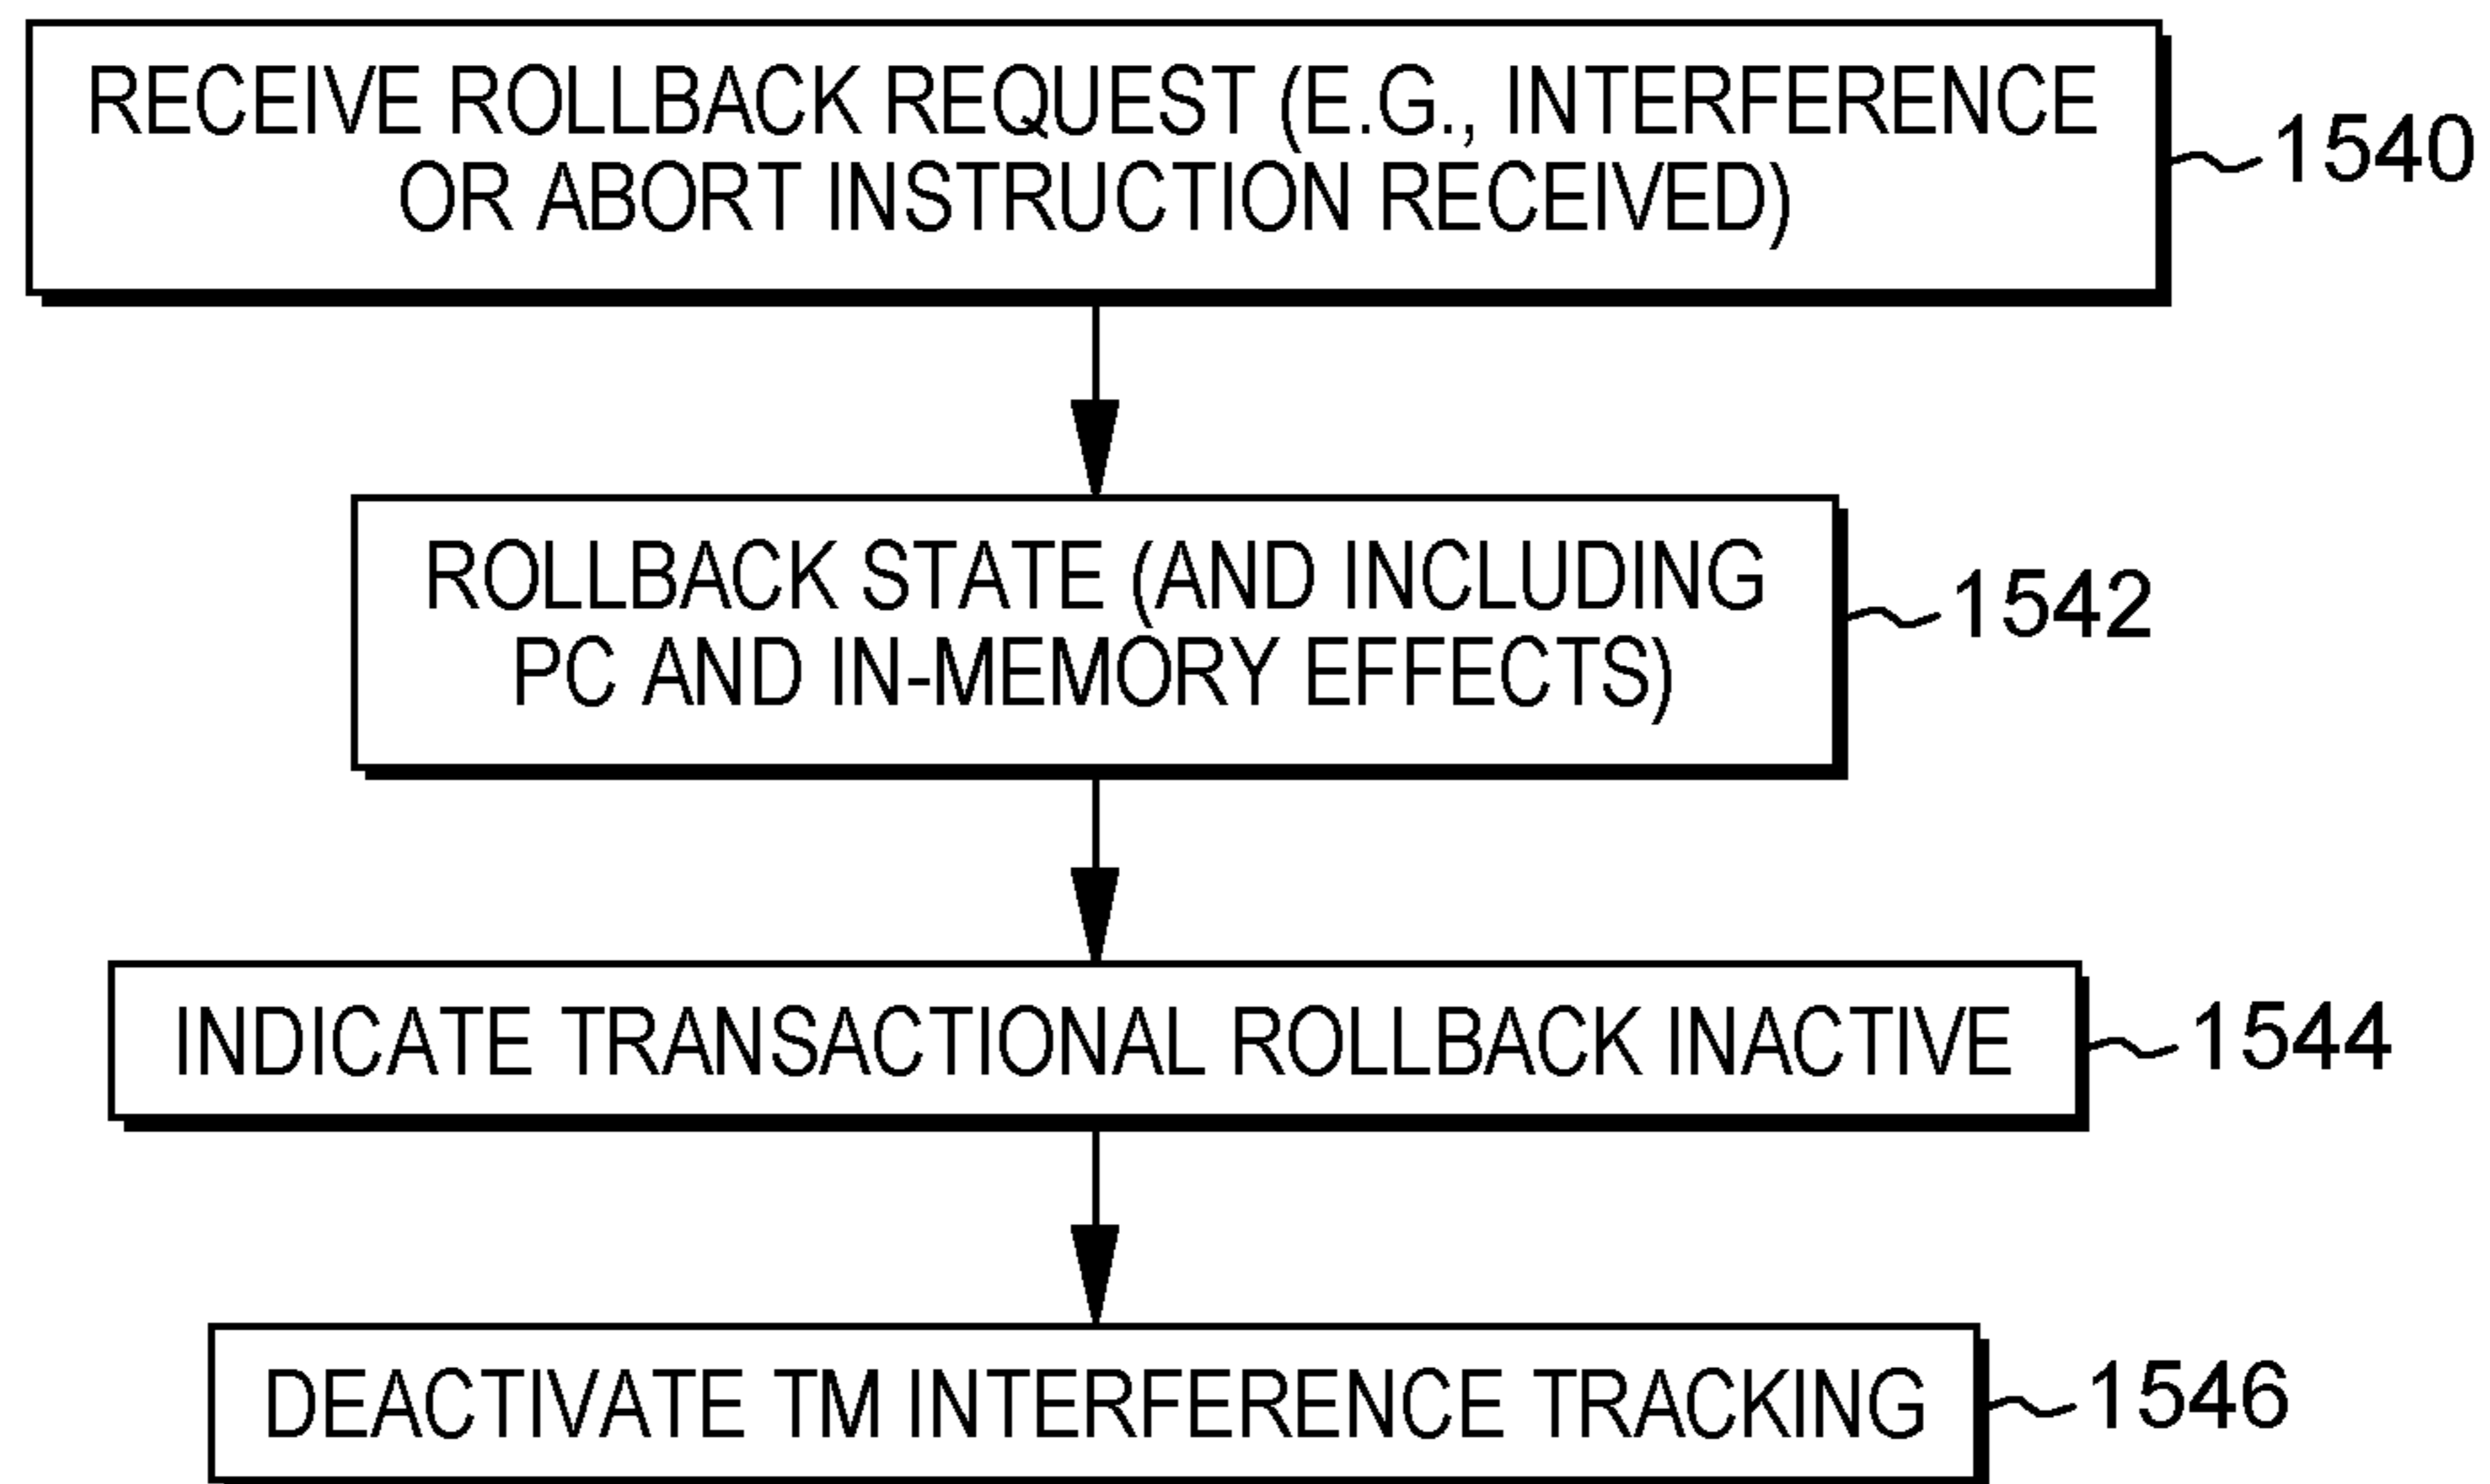 RECEIVE ROLLBACK REQUEST (E.G., INTERFERENCE
OR ABORT INSTRUCTION RECEIVED)
1540
ROLLBACK STATE (AND INCLUDING
PC AND IN-MEMORY EFFECTS)
1542
INDICATE TRANSACTIONAL ROLLBACK INACTIVE
1544
DEACTIVATE TM INTERFERENCE TRACKING
1546